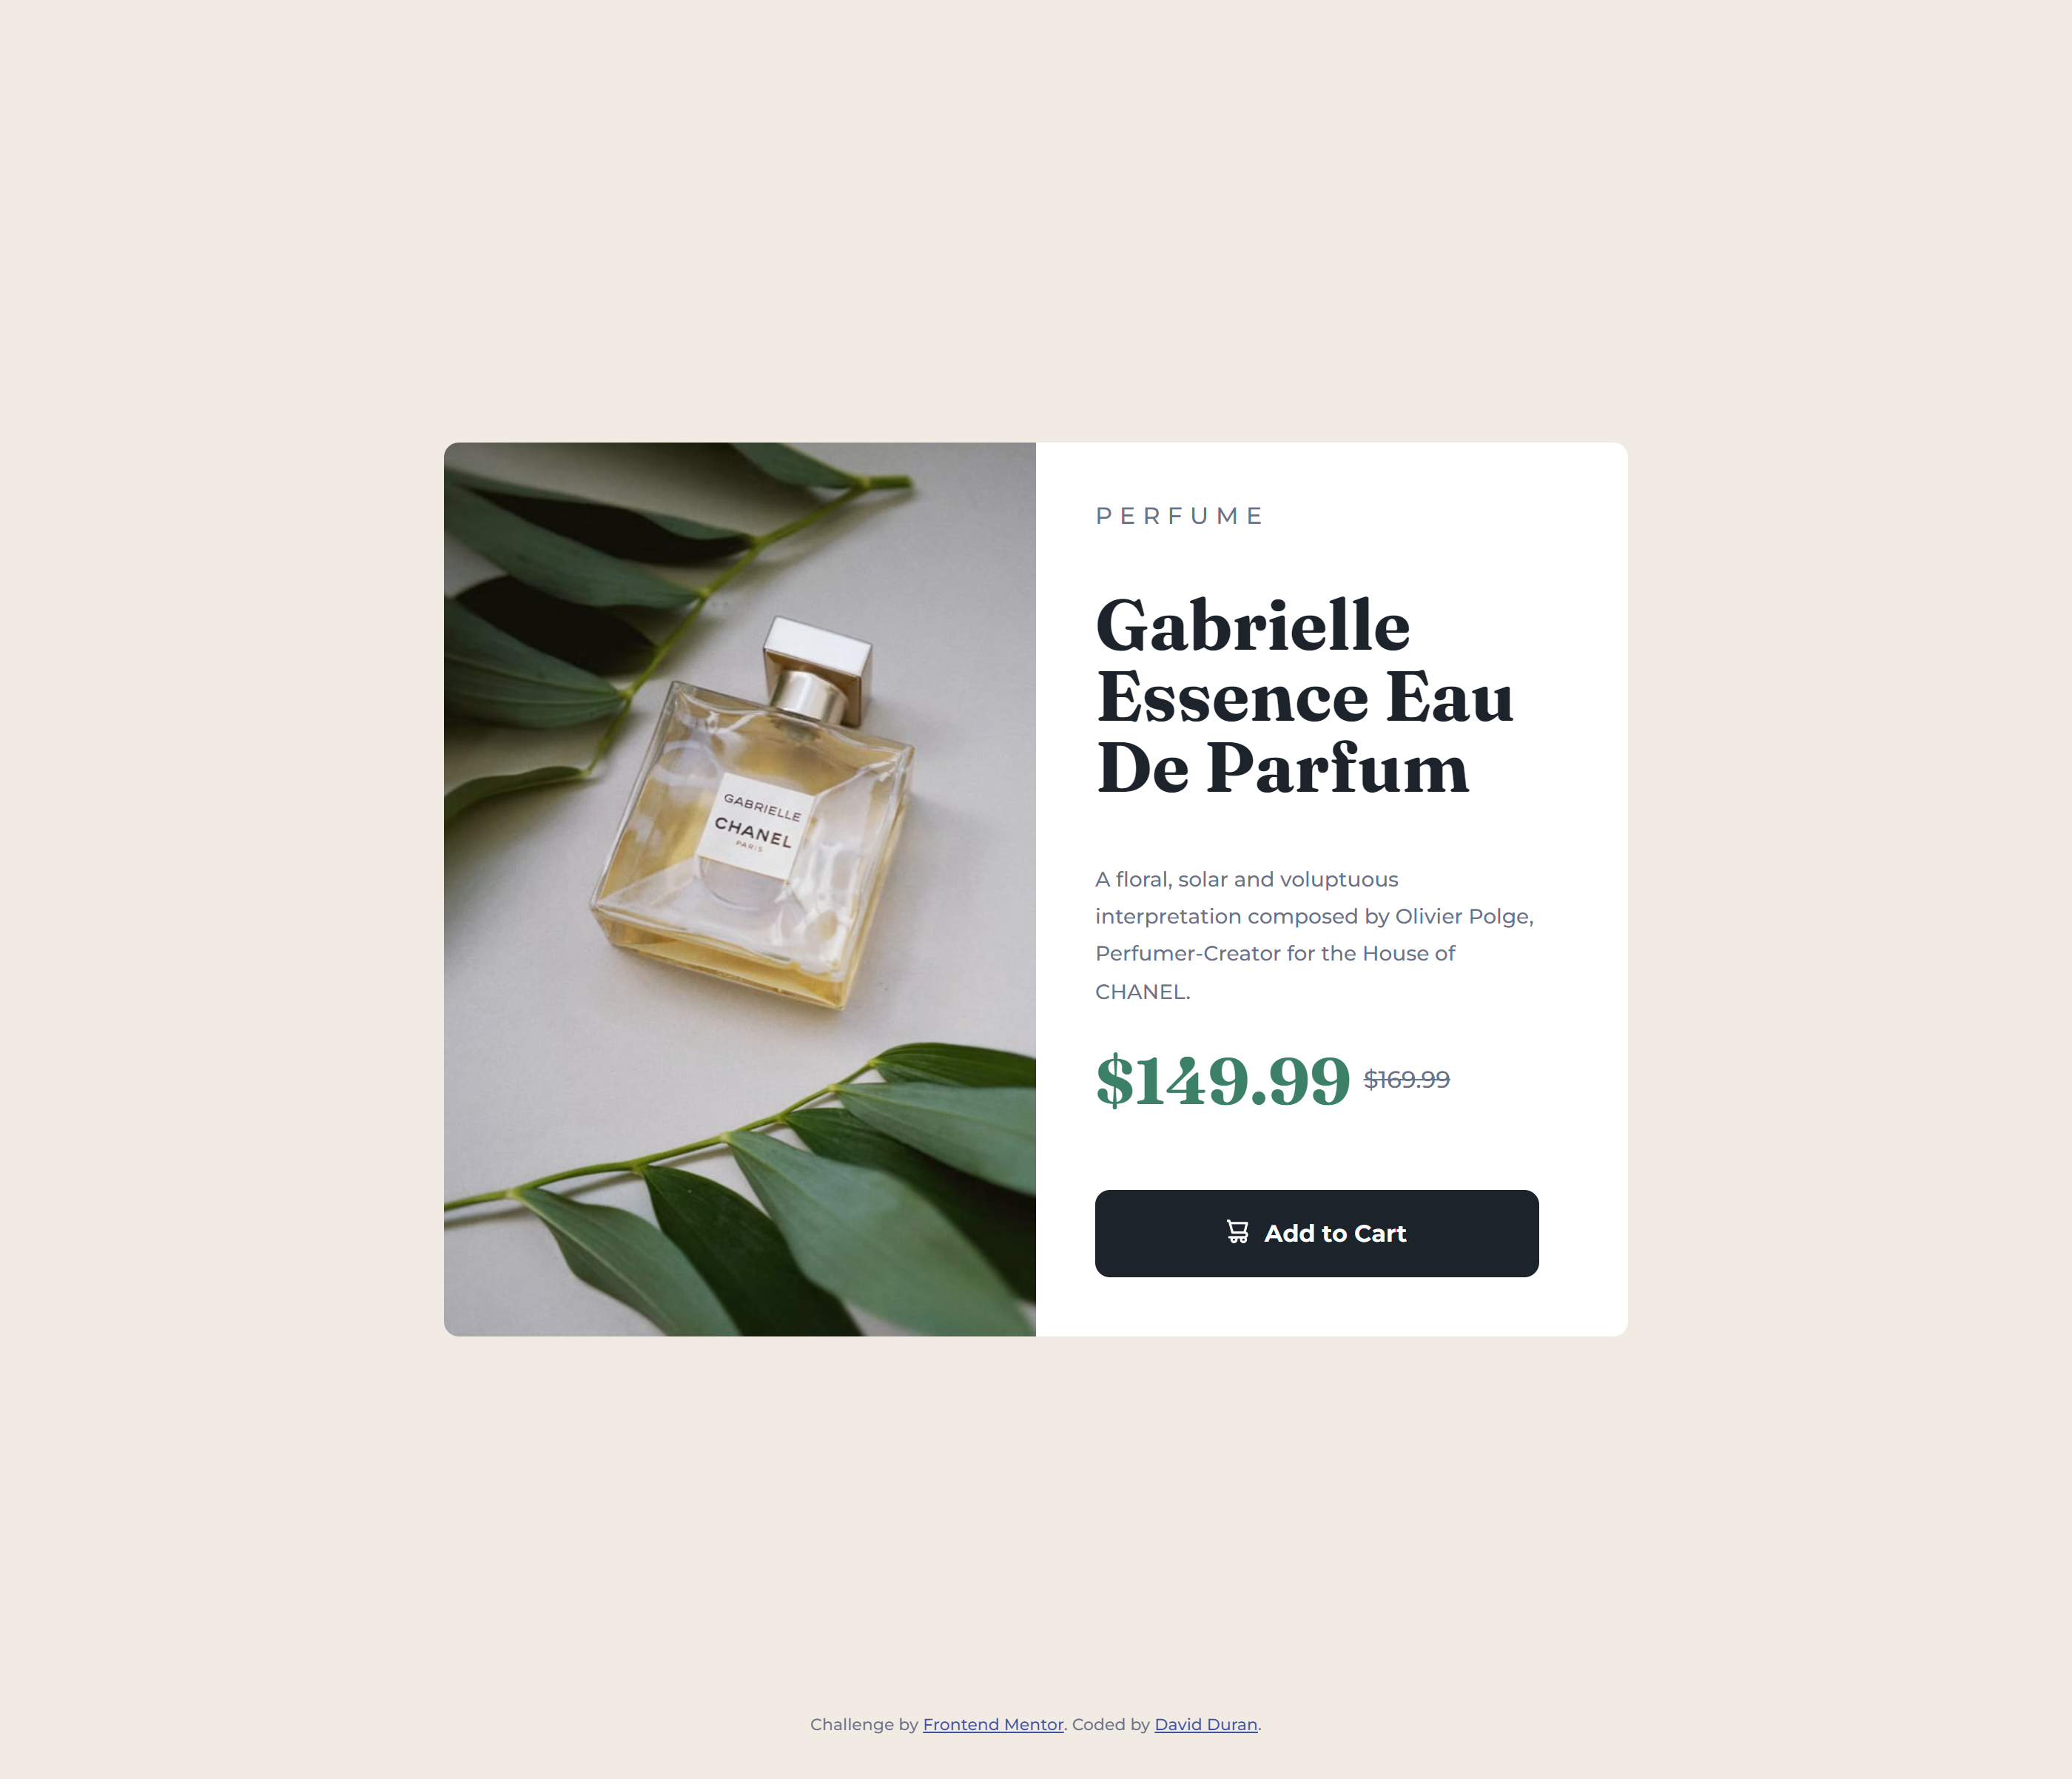 GABRIELLE
CHANEL
PARIS
PERFUME
Gabrielle
Essence Eau
De Parfum
A floral, solar and voluptuous
interpretation composed by Olivier Polge,
Perfumer-Creator for the House of
CHANEL.
$149.99 $169.99
Add to Cart
Challenge by Frontend Mentor. Coded by David Duran.